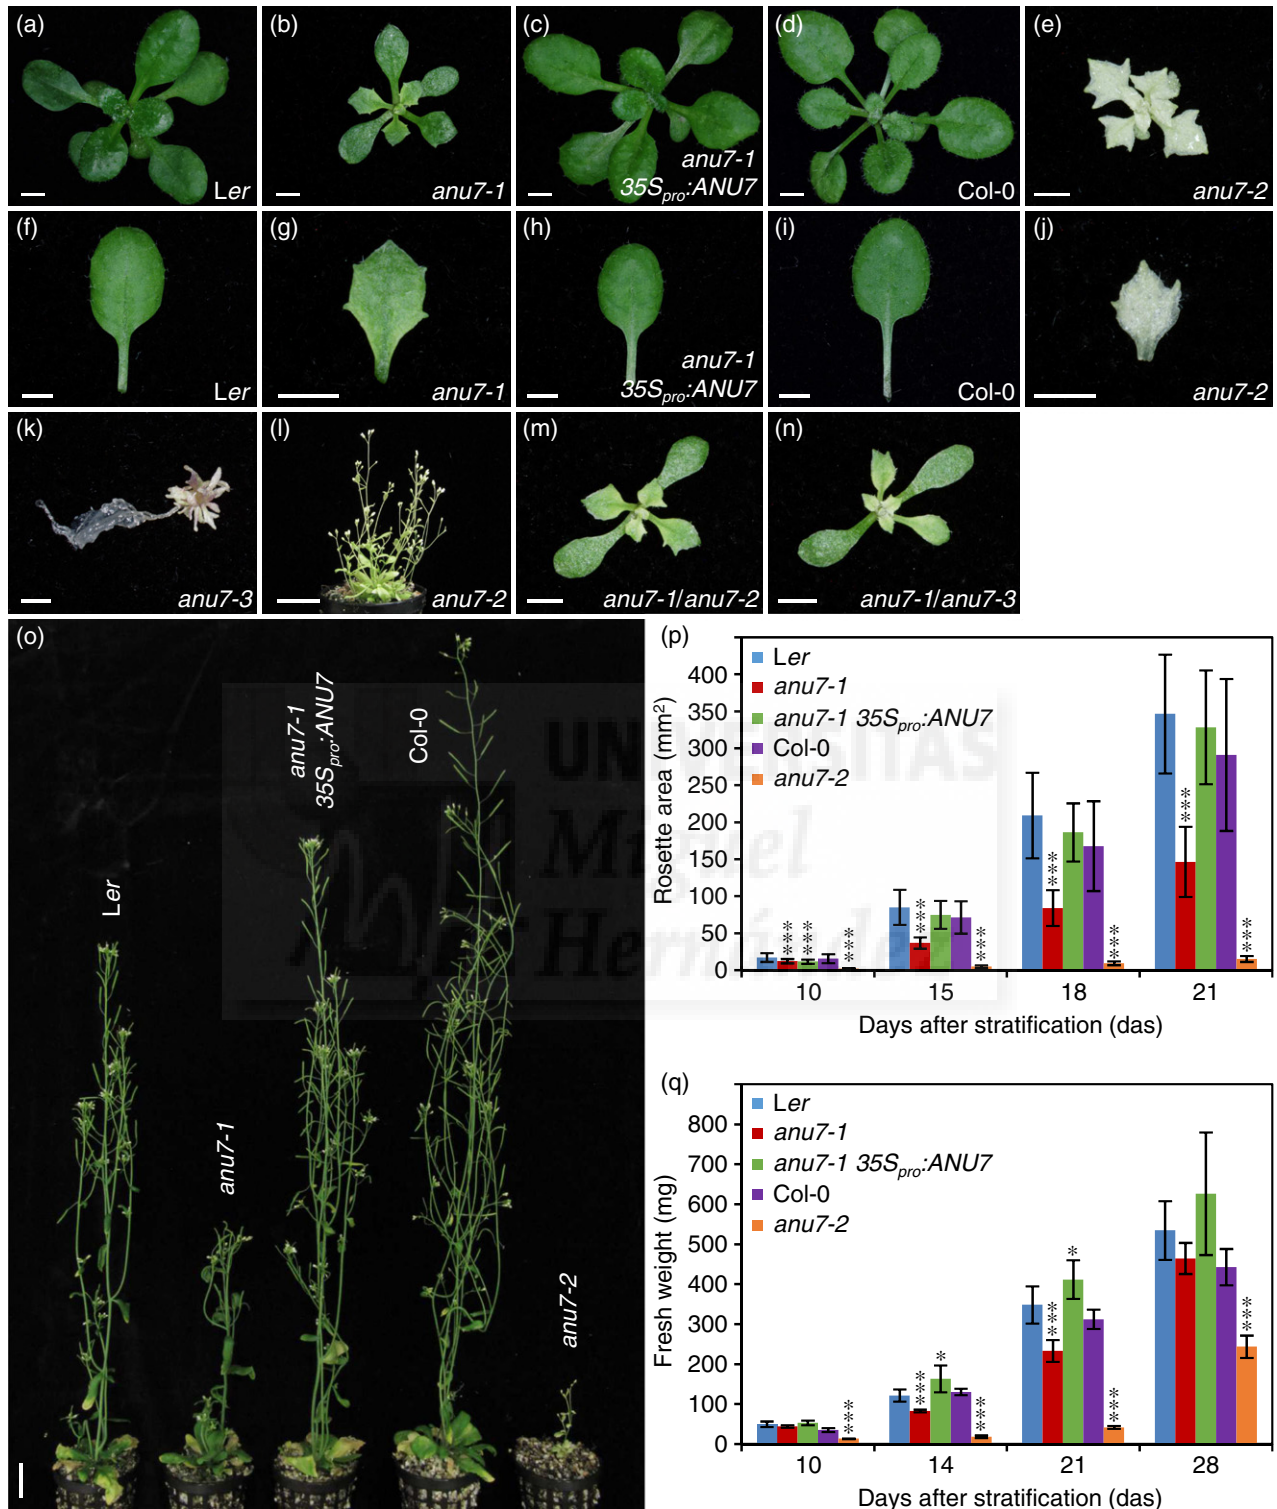 (a)
Ler
(b)
anu7-1
(c)
anu7-1
35Spro:ANU7
(d)
Col-0
(e)
anu7-2
(f)
Ler
(g)
anu7-1
(h)
anu7-1
35Spro:ANU7
(i)
Col-0
(j)
anu7-2
(k)
anu7-3
(l)
anu7-2
(m)
anu7-1/anu7-2
(n)
anu7-1/anu7-3
(o)
Ler
anu7-1
anu7-1
35Spro:ANU7
Col-0
anu7-2
UNIVERSITAS
Miguel
Hernández
(p)
Rosette area (mm²)
400
350
300
250
200
150
100
50
0
Ler
anu7-1
anu7-1 35Spro:ANU7
Col-0
anu7-2
*** *** ***
*** ***
*** ***
*** ***
10 15 18 21
Days after stratification (das)
(q)
Fresh weight (mg)
800
700
600
500
400
300
200
100
0
Ler
anu7-1
anu7-1 35Spro:ANU7
Col-0
anu7-2
***
*** * ***
*** * ***
***
10 14 21 28
Days after stratification (das)